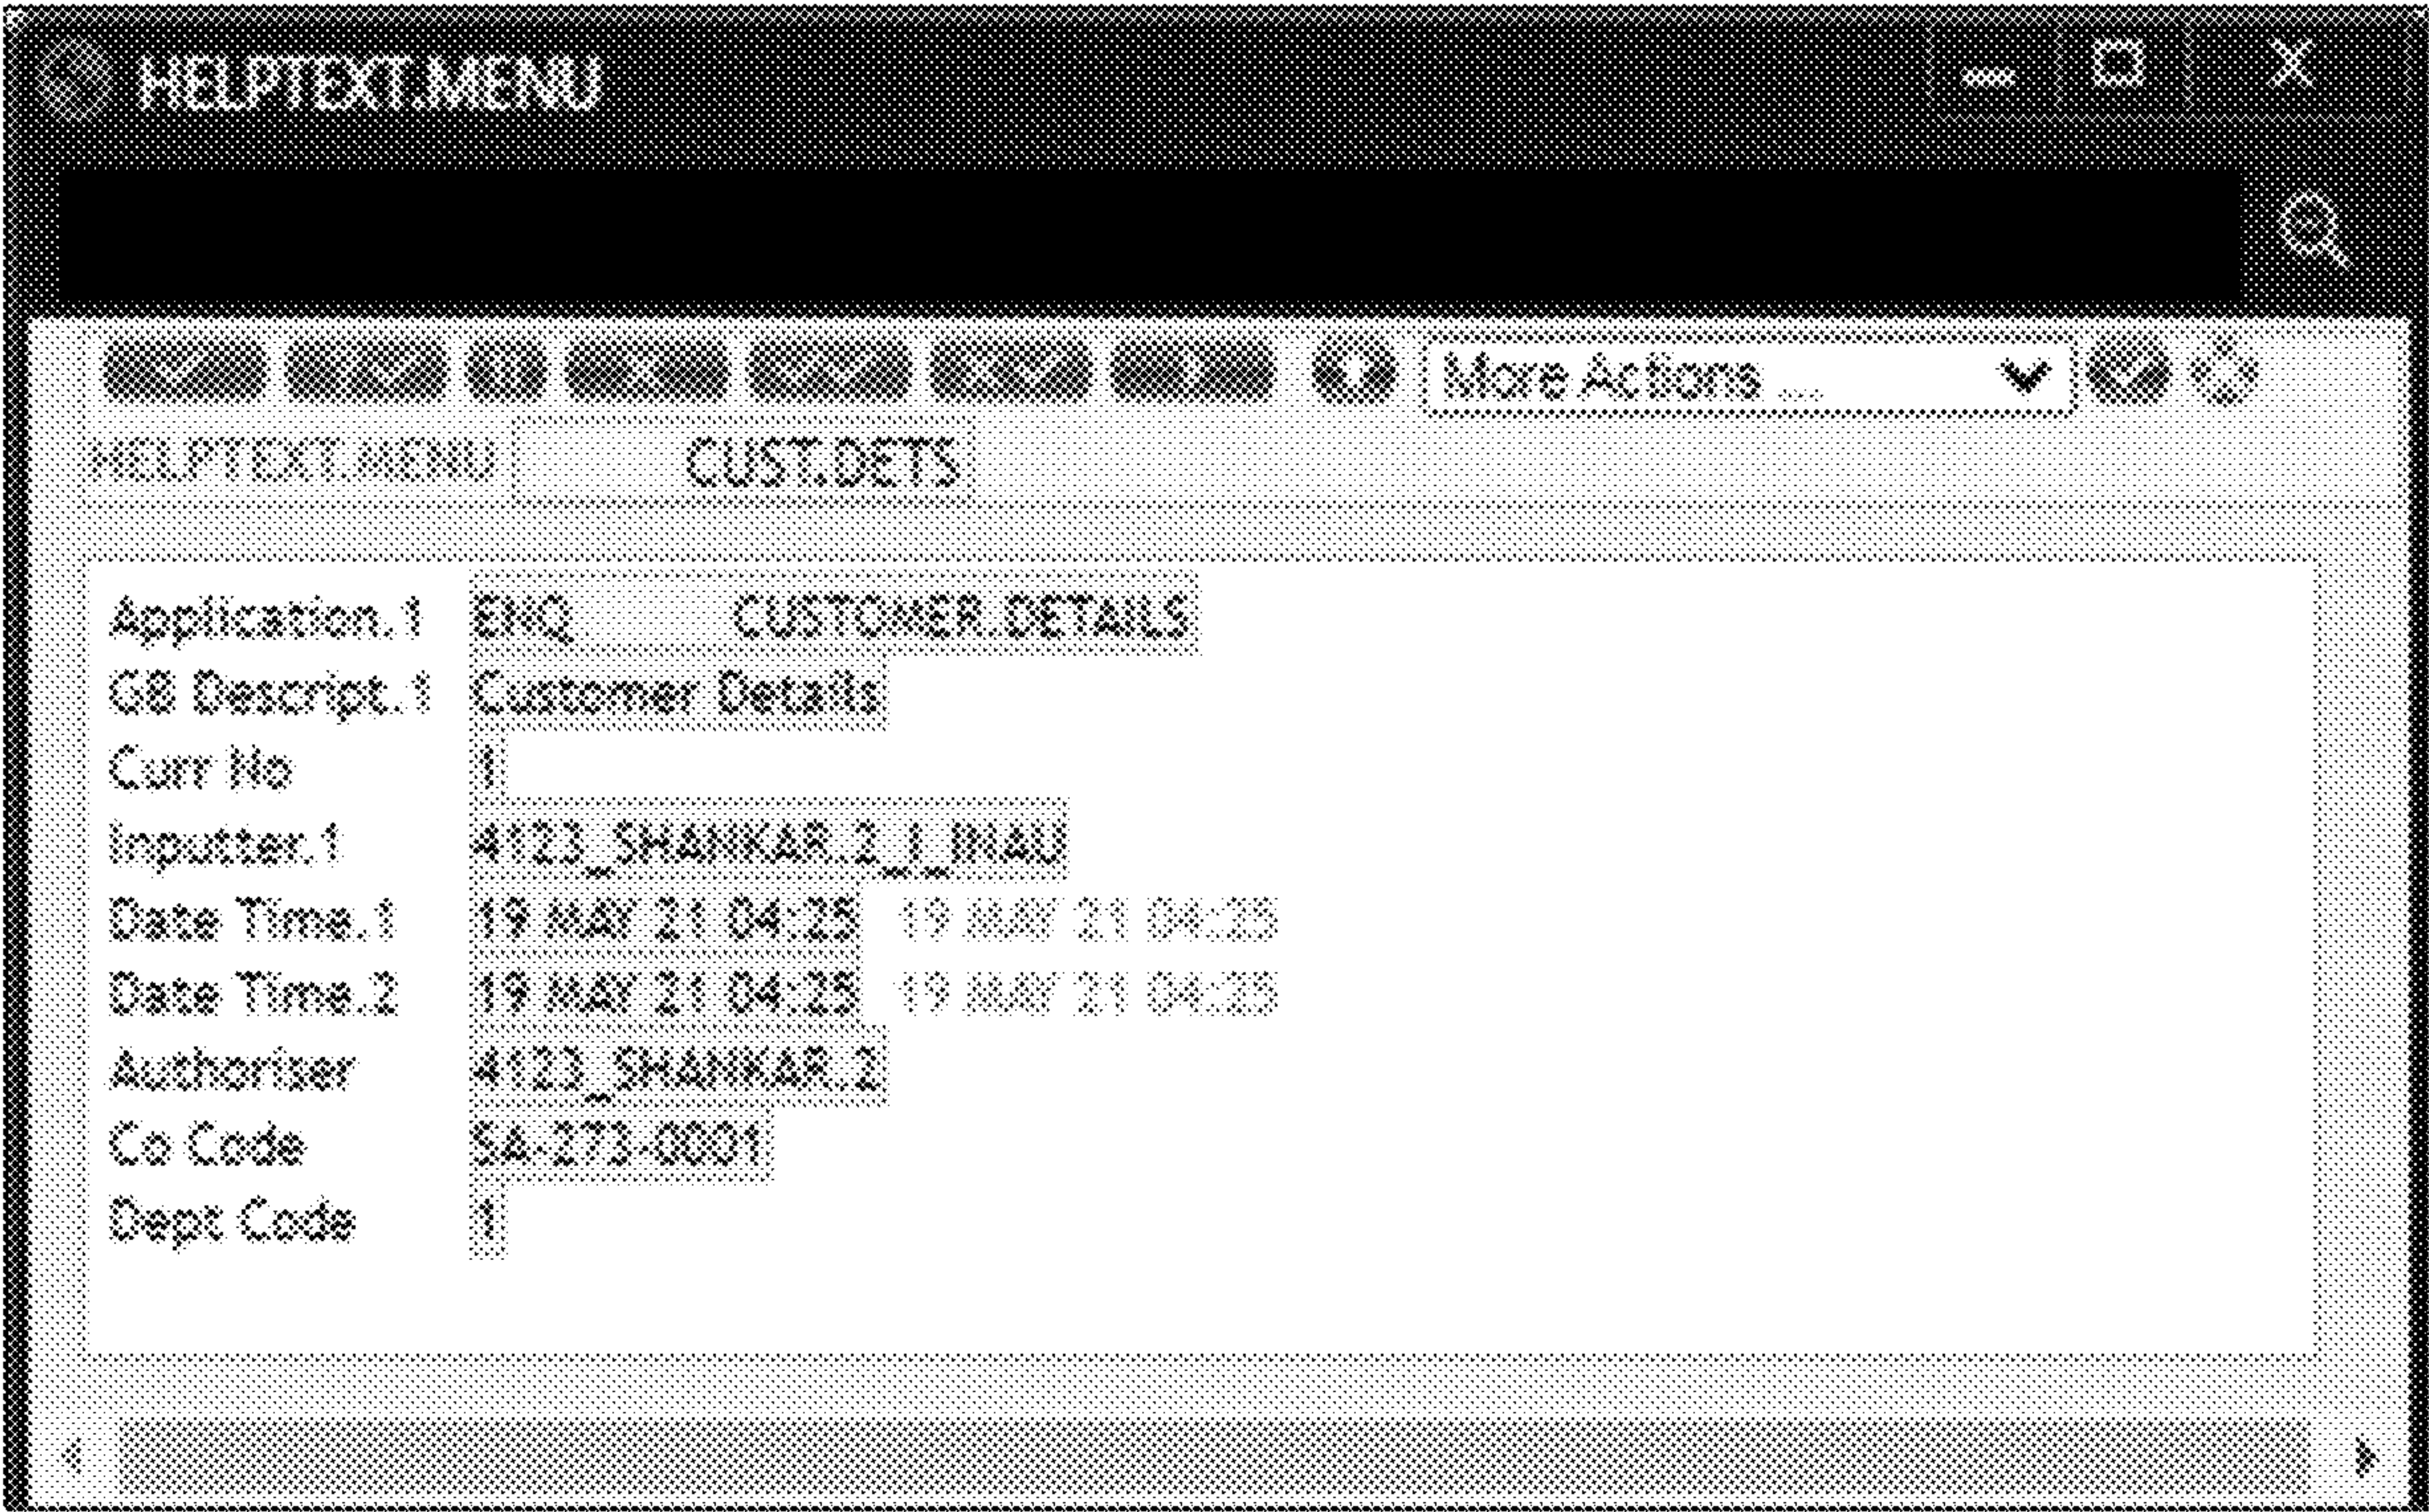 HELPTEXT.MENU
More Actions ...
HELPTEXT.MENU CUST.DETS
Application.1 ENQ CUSTOMER.DETAILS
GB Descript.1 Customer Details
Curr No 1
Inputter.1 4123_SHANKAR.2_I_INAU
Date Time.1 19 MAY 21 04:25 19 MAY 21 04:25
Date Time.2 19 MAY 21 04:25 19 MAY 21 04:25
Authoriser 4123_SHANKAR.2
Co Code SA-273-0001
Dept Code 1